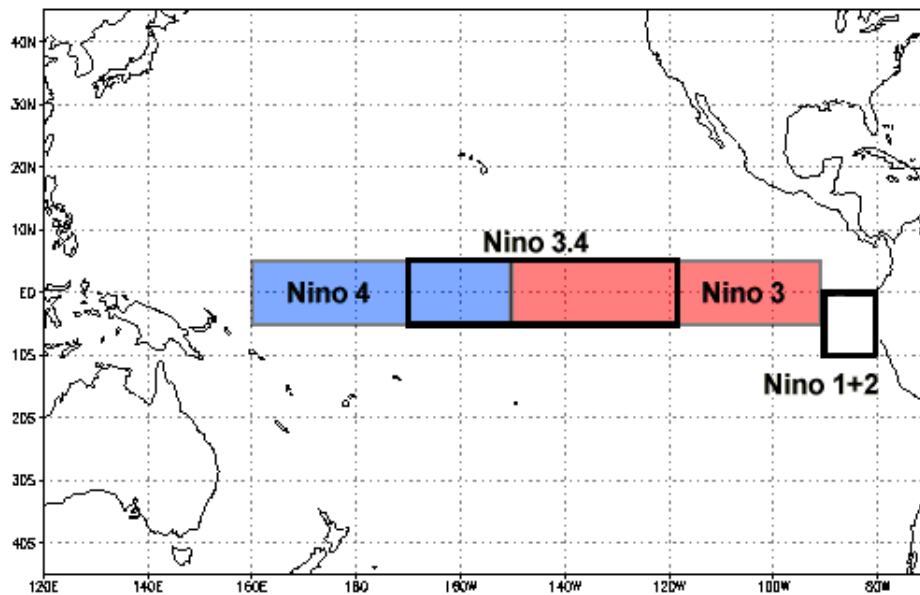 40N
30N
20N
10N
Nino 3.4
Nino 4
Nino 3
EQ
10S
Nino 1+2
20S
30S
40S
120E
140E
160E
180
160W
140W
120W
100W
80W